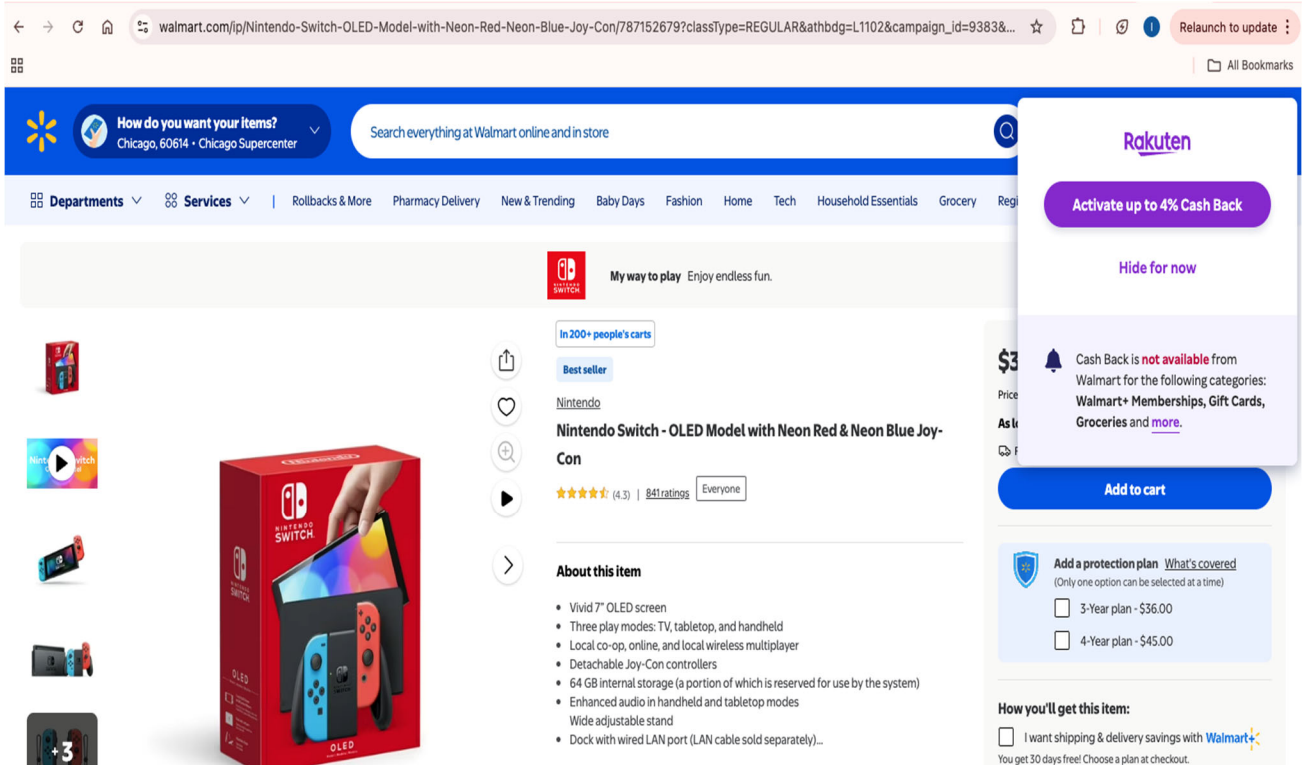 walmart.com/ip/Nintendo-Switch-OLED-Model-with-Neon-Red-Neon-Blue-Joy-Con/787152679?classType=REGULAR&athbdg=L1102&campaign_id=9383&...
I
Relaunch to update
All Bookmarks
How do you want your items?
Chicago, 60614 • Chicago Supercenter
Search everything at Walmart online and in store
Departments
Services
Rollbacks & More
Pharmacy Delivery
New & Trending
Baby Days
Fashion
Home
Tech
Household Essentials
Grocery
Regi
Rakuten
Activate up to 4% Cash Back
Hide for now
Cash Back is not available from
Walmart for the following categories:
Walmart+ Memberships, Gift Cards,
Groceries and more.
NINTENDO
SWITCH
My way to play Enjoy endless fun.
In 200+ people's carts
Best seller
Nintendo
Nintendo Switch - OLED Model with Neon Red & Neon Blue Joy-
Con
(4.3) | 841 ratings
Everyone
About this item
• Vivid 7" OLED screen
• Three play modes: TV, tabletop, and handheld
• Local co-op, online, and local wireless multiplayer
• Detachable Joy-Con controllers
• 64 GB internal storage (a portion of which is reserved for use by the system)
• Enhanced audio in handheld and tabletop modes
Wide adjustable stand
• Dock with wired LAN port (LAN cable sold separately)...
Nintendo
NINTENDO
SWITCH
NINTENDO
SWITCH
OLED
OLED
+3
$3
Price
As lo
Add to cart
Add a protection plan What's covered
(Only one option can be selected at a time)
3-Year plan - $36.00
4-Year plan - $45.00
How you'll get this item:
I want shipping & delivery savings with Walmart+
You get 30 days free! Choose a plan at checkout.